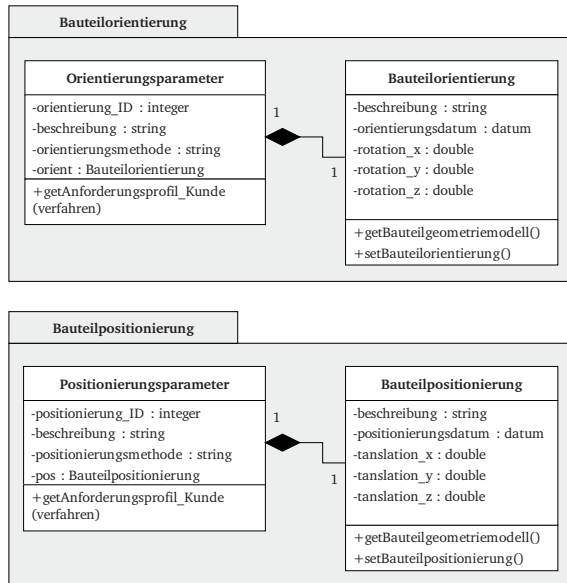 Bauteilorientierung
Orientierungsparameter
-orientierung_ID : integer
-beschreibung : string
-orientierungsmethode : string
-orient : Bauteilorientierung
+getAnforderungsprofil_Kunde
(verfahren)
1
1
Bauteilorientierung
-beschreibung : string
-orientierungsdatum : datum
-rotation_x : double
-rotation_y : double
-rotation_z : double
+getBauteilgeometriemodell()
+setBauteilorientierung()
Bauteilpositionierung
Positionierungsparameter
-positionierung_ID : integer
-beschreibung : string
-positionierungsmethode : string
-pos : Bauteilpositionierung
+getAnforderungsprofil_Kunde
(verfahren)
1
1
Bauteilpositionierung
-beschreibung : string
-positionierungsdatum : datum
-tanslation_x : double
-tanslation_y : double
-tanslation_z : double
+getBauteilgeometriemodell()
+setBauteilpositionierung()